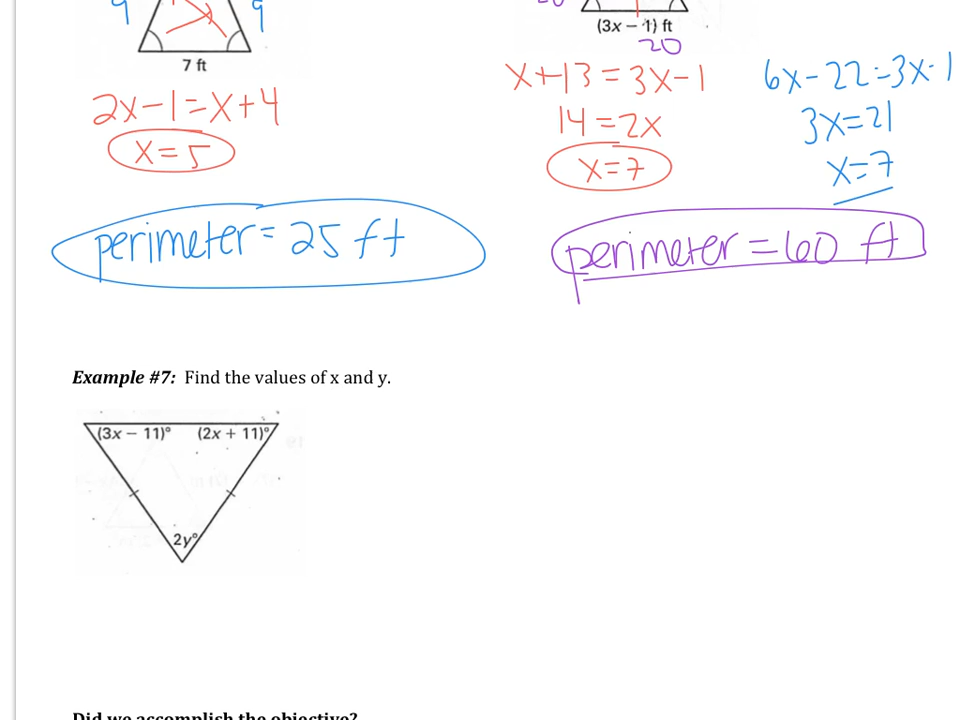 9 9
7 ft
2x-1=x+4
x=5
perimeter= 25 ft
(3x – 1) ft
20
x+13=3x-1
14=2x
x=7
6x-22=3x-1
3x=21
x=7
perimeter=60 ft
Example #7: Find the values of x and y.
(3x – 11)° (2x + 11)°
2y°
Did we accomplish the objective?